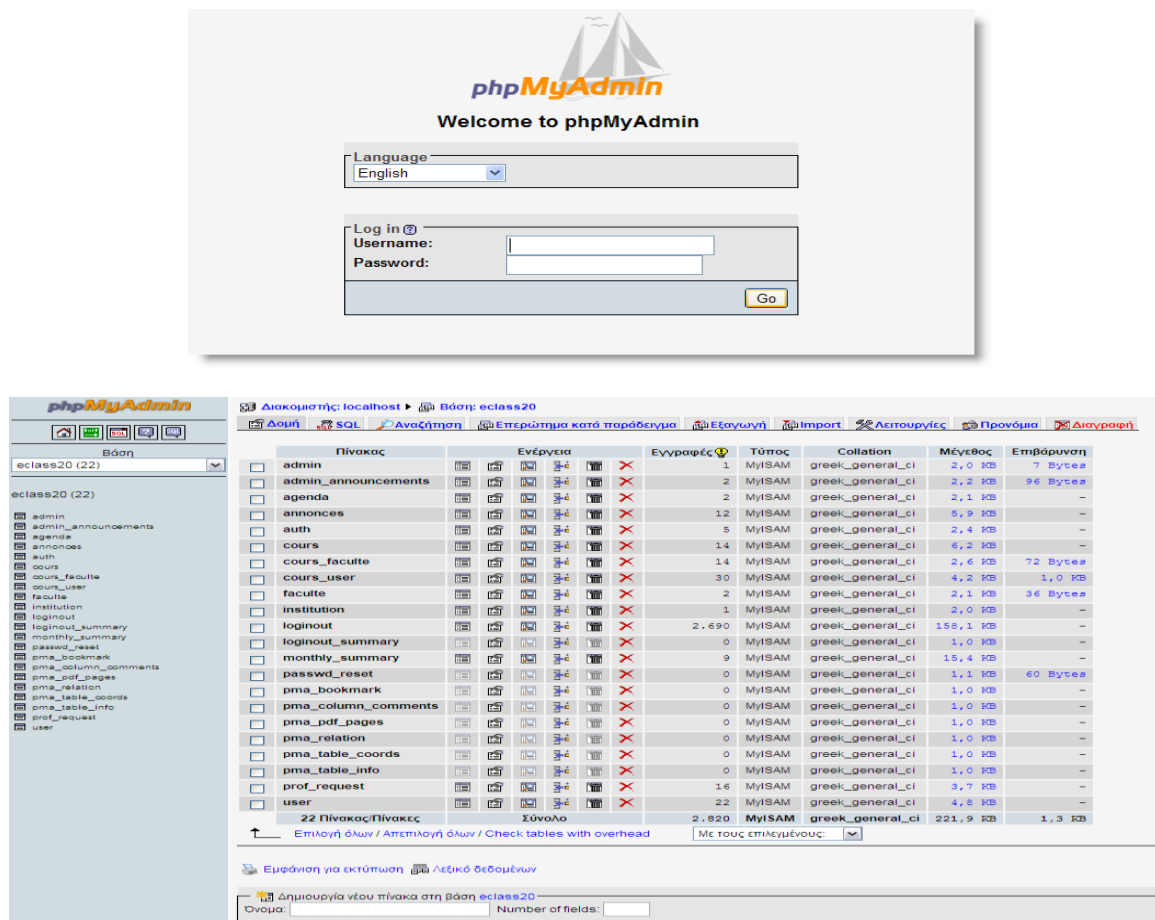 phpMyAdmin
Welcome to phpMyAdmin
Language
English
Log in
Username:
Password:
Go
phpMyAdmin
Βάση
eclass20 (22)
eclass20 (22)
admin
admin_announcements
agenda
annonces
auth
cours
cours_faculte
cours_user
faculte
institution
loginout
loginout_summary
monthly_summary
passwd_reset
pma_bookmark
pma_column_comments
pma_pdf_pages
pma_relation
pma_table_coords
pma_table_info
prof_request
user
Διακομιστής: localhost ▶ Βάση: eclass20
Δομή SQL Αναζήτηση Επερώτημα κατά παράδειγμα Εξαγωγή Import Λειτουργίες Προνόμια Διαγραφή
Πίνακας Ενέργεια Εγγραφές Τύπος Collation Μέγεθος Επιβάρυνση
admin 1 MyISAM greek_general_ci 2,0 KB 7 Bytes
admin_announcements 2 MyISAM greek_general_ci 2,2 KB 96 Bytes
agenda 2 MyISAM greek_general_ci 2,1 KB -
annonces 12 MyISAM greek_general_ci 5,9 KB -
auth 5 MyISAM greek_general_ci 2,4 KB -
cours 14 MyISAM greek_general_ci 6,2 KB -
cours_faculte 14 MyISAM greek_general_ci 2,6 KB 72 Bytes
cours_user 30 MyISAM greek_general_ci 4,2 KB 1,0 KB
faculte 2 MyISAM greek_general_ci 2,1 KB 36 Bytes
institution 1 MyISAM greek_general_ci 2,0 KB -
loginout 2.690 MyISAM greek_general_ci 158,1 KB -
loginout_summary 0 MyISAM greek_general_ci 1,0 KB -
monthly_summary 9 MyISAM greek_general_ci 15,4 KB -
passwd_reset 0 MyISAM greek_general_ci 1,1 KB 60 Bytes
pma_bookmark 0 MyISAM greek_general_ci 1,0 KB -
pma_column_comments 0 MyISAM greek_general_ci 1,0 KB -
pma_pdf_pages 0 MyISAM greek_general_ci 1,0 KB -
pma_relation 0 MyISAM greek_general_ci 1,0 KB -
pma_table_coords 0 MyISAM greek_general_ci 1,0 KB -
pma_table_info 0 MyISAM greek_general_ci 1,0 KB -
prof_request 16 MyISAM greek_general_ci 3,7 KB -
user 22 MyISAM greek_general_ci 4,8 KB -
22 Πίνακας/Πίνακες Σύνολο 2.820 MyISAM greek_general_ci 221,9 KB 1,3 KB
Επιλογή όλων / Απεπιλογή όλων / Check tables with overhead Με τους επιλεγμένους:
Εμφάνιση για εκτύπωση Λεξικό δεδομένων
Δημιουργία νέου πίνακα στη βάση eclass20
Όνομα: Number of fields: